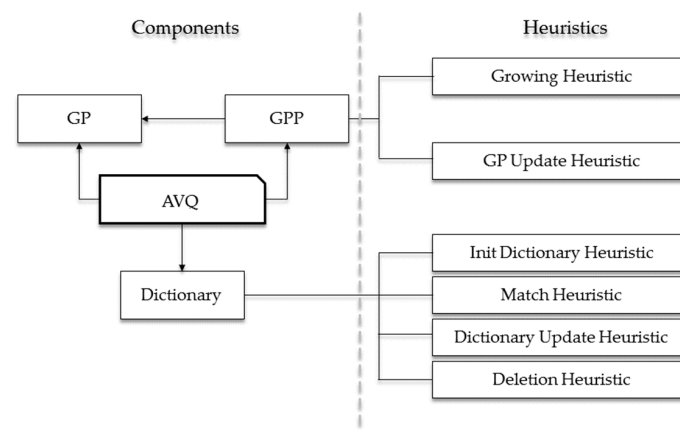 Components
Heuristics
Growing Heuristic
GP
GPP
GP Update Heuristic
AVQ
Init Dictionary Heuristic
Dictionary
Match Heuristic
Dictionary Update Heuristic
Deletion Heuristic